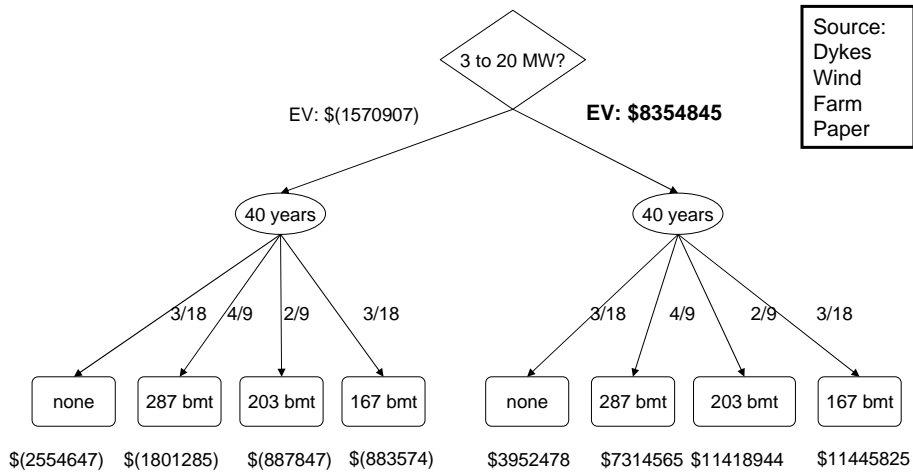 3 to 20 MW?
Source:
Dykes
Wind
Farm
Paper
EV: $(1570907)
EV: $8354845
40 years
40 years
3/18 4/9 2/9 3/18
3/18 4/9 2/9 3/18
none 287 bmt 203 bmt 167 bmt
none 287 bmt 203 bmt 167 bmt
$(2554647) $(1801285) $(887847) $(883574)
$3952478 $7314565 $11418944 $11445825